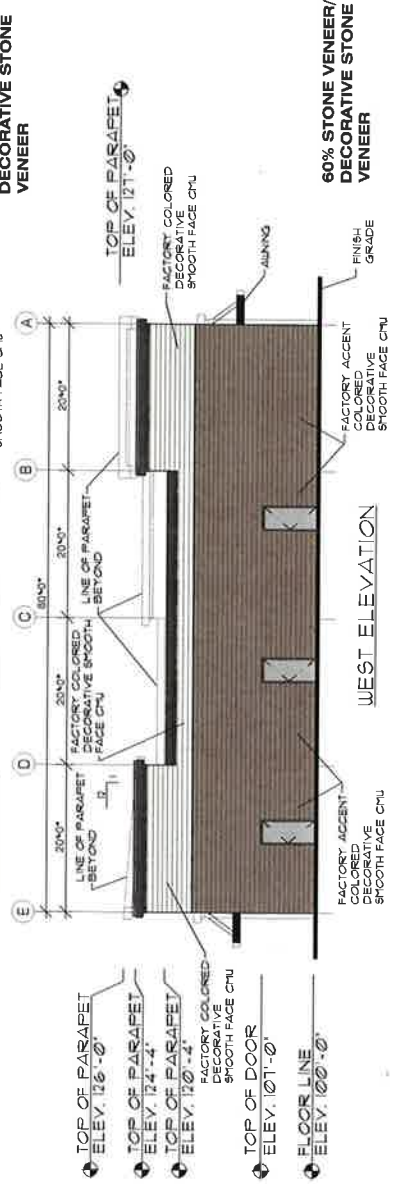 DECORATIVE STONE
VENEER
TOP OF PARAPET
ELEV. 127'-0"
E
D
C
B
A
80'-0"
20'-0"
20'-0"
20'-0"
20'-0"
LINE OF PARAPET
BEYOND
12
1
FACTORY COLORED
DECORATIVE SMOOTH
FACE CMU
LINE OF PARAPET
BEYOND
FACTORY COLORED
DECORATIVE
SMOOTH FACE CMU
TOP OF PARAPET
ELEV. 126'-0"
TOP OF PARAPET
ELEV. 124'-4"
TOP OF PARAPET
ELEV. 120'-4"
FACTORY COLORED
DECORATIVE
SMOOTH FACE CMU
TOP OF DOOR
ELEV. 107'-0"
FLOOR LINE
ELEV. 100'-0"
AWNING
FINISH
GRADE
FACTORY ACCENT
COLORED
DECORATIVE
SMOOTH FACE CMU
FACTORY ACCENT
COLORED
DECORATIVE
SMOOTH FACE CMU
WEST ELEVATION
60% STONE VENEER/
DECORATIVE STONE
VENEER